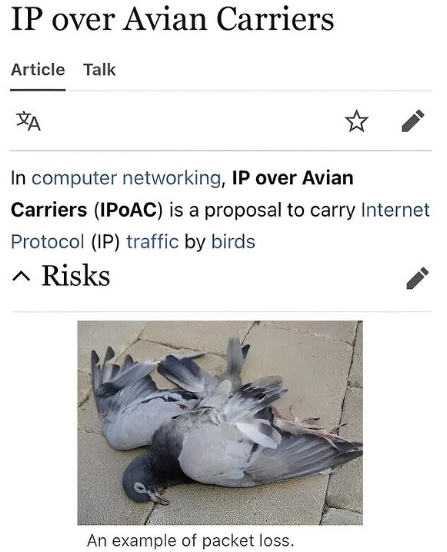 IP over Avian Carriers
Article Talk
In computer networking, IP over Avian
Carriers (IPoAC) is a proposal to carry Internet
Protocol (IP) traffic by birds
Risks
An example of packet loss.